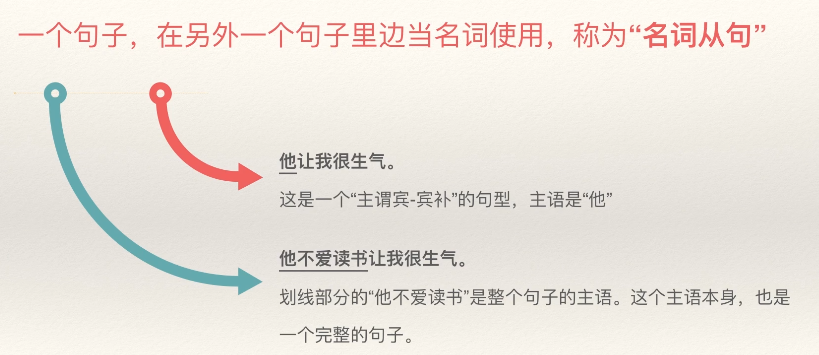 一个句子，在另外一个句子里边当名词使用，称为“名词从句”
他让我很生气。
这是一个“主谓宾-宾补”的句型，主语是“他”
他不爱读书让我很生气。
划线部分的“他不爱读书”是整个句子的主语。这个主语本身，也是
一个完整的句子。